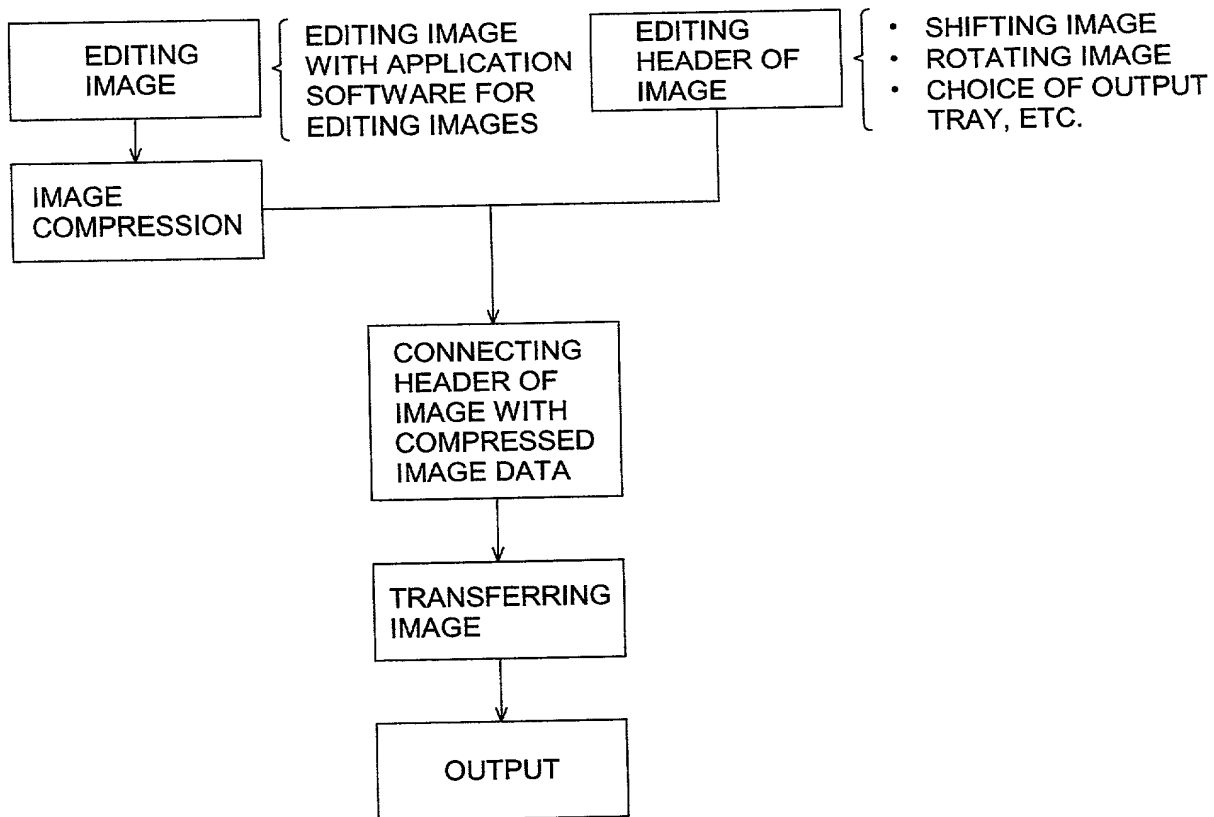 EDITING
IMAGE
EDITING IMAGE
WITH APPLICATION
SOFTWARE FOR
EDITING IMAGES
EDITING
HEADER OF
IMAGE
• SHIFTING IMAGE
• ROTATING IMAGE
• CHOICE OF OUTPUT
TRAY, ETC.
IMAGE
COMPRESSION
CONNECTING
HEADER OF
IMAGE WITH
COMPRESSED
IMAGE DATA
TRANSFERRING
IMAGE
OUTPUT